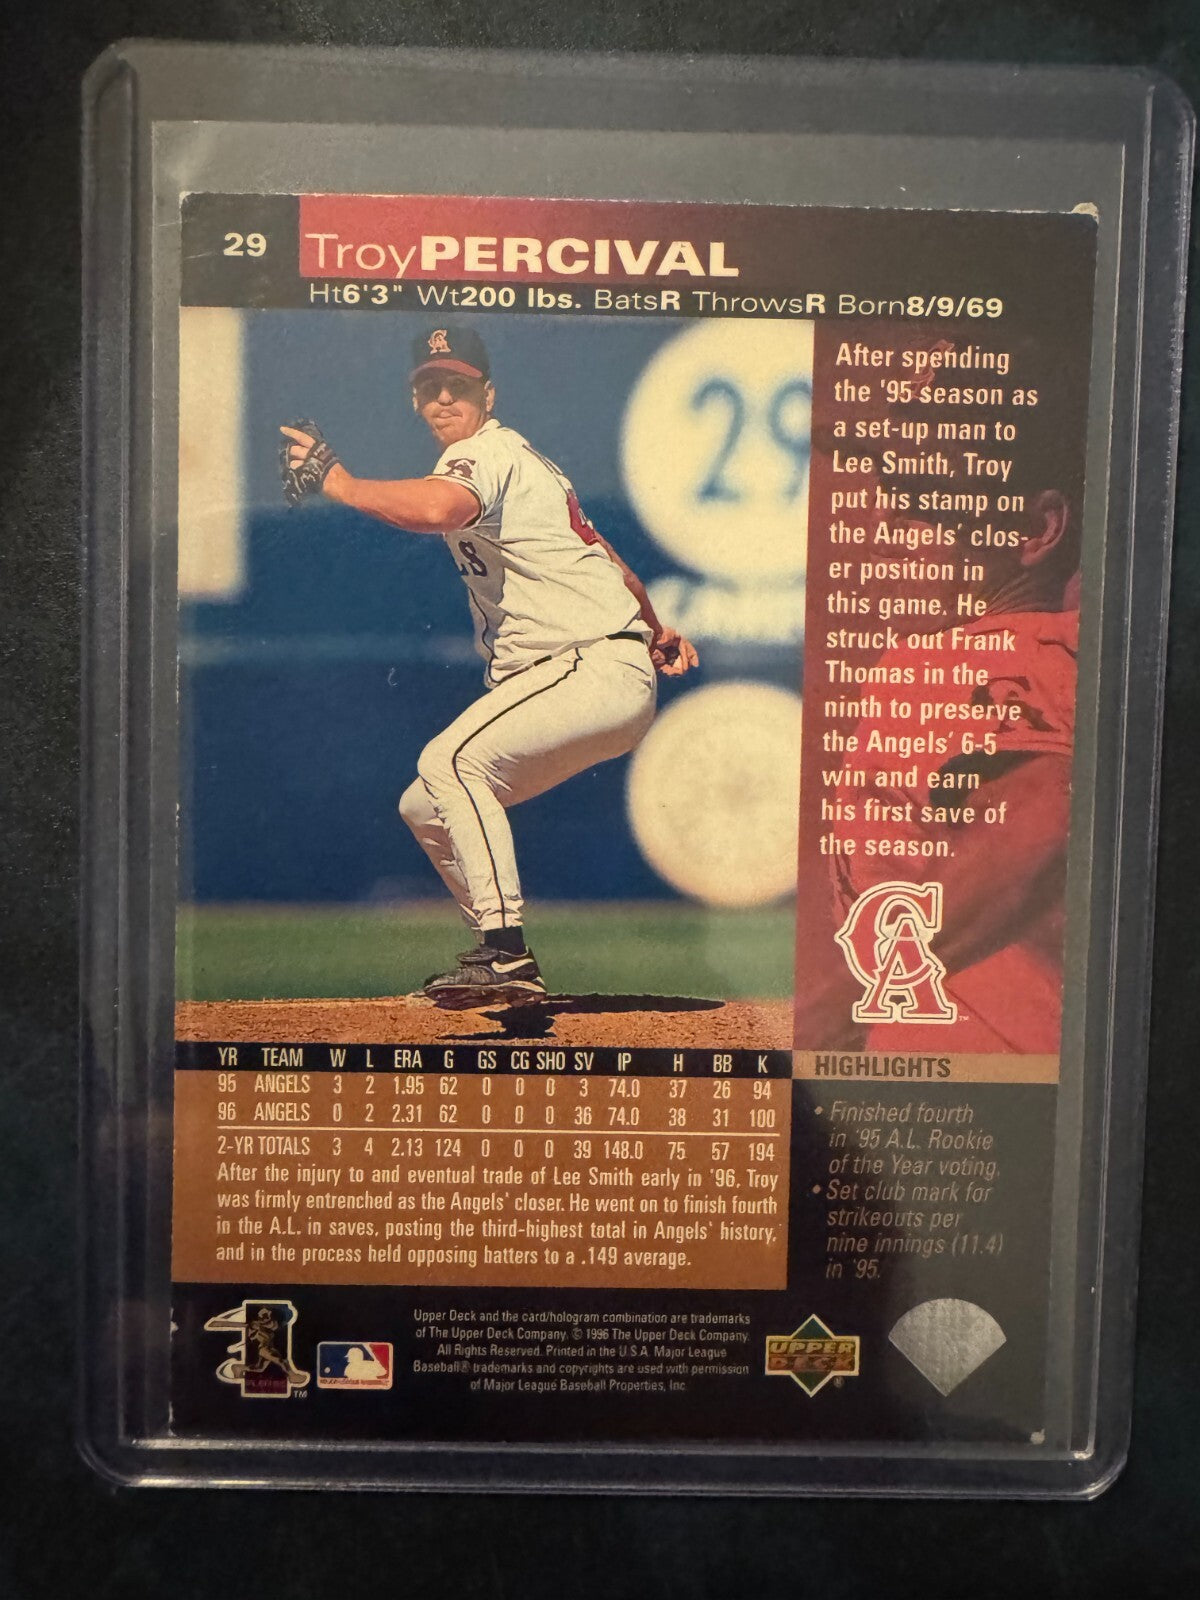 29
TroyPERCIVAL
Ht6'3" Wt200 lbs. BatsR ThrowsR Born8/9/69
29
After spending
the '95 season as
a set-up man to
Lee Smith, Troy
put his stamp on
the Angels' clos-
er position in
this game. He
struck out Frank
Thomas in the
ninth to preserve
the Angels' 6-5
win and earn
his first save of
the season.
CA
YR TEAM W L ERA G GS CG SHO SV IP H BB K
95 ANGELS 3 2 1.95 62 0 0 0 3 74.0 37 26 94
96 ANGELS 0 2 2.31 62 0 0 0 36 74.0 38 31 100
2-YR TOTALS 3 4 2.13 124 0 0 0 39 148.0 75 57 194
After the injury to and eventual trade of Lee Smith early in '96, Troy
was firmly entrenched as the Angels' closer. He went on to finish fourth
in the A.L. in saves, posting the third-highest total in Angels' history,
and in the process held opposing batters to a .149 average.
HIGHLIGHTS
• Finished fourth
in '95 A.L. Rookie
of the Year voting.
• Set club mark for
strikeouts per
nine innings (11.4)
in '95.
TM
Upper Deck and the card/hologram combination are trademarks
of The Upper Deck Company. © 1996 The Upper Deck Company.
All Rights Reserved. Printed in the U.S.A. Major League
Baseball® trademarks and copyrights are used with permission
of Major League Baseball Properties, Inc.
UPPER
DECK
®